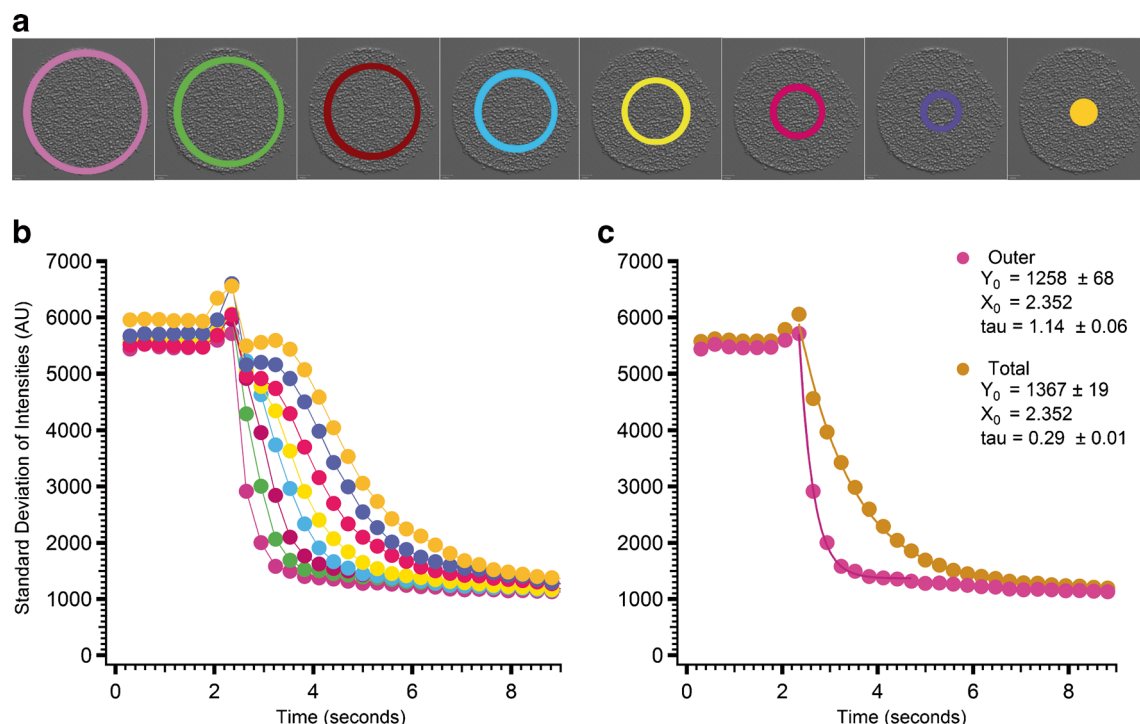 a
b
7000
6000
5000
4000
3000
2000
1000
0
Standard Deviation of Intensities (AU)
0 2 4 6 8
Time (seconds)
c
7000
6000
5000
4000
3000
2000
1000
0
0 2 4 6 8
Time (seconds)
Outer
Y0 = 1258 ± 68
X0 = 2.352
tau = 1.14 ± 0.06
Total
Y0 = 1367 ± 19
X0 = 2.352
tau = 0.29 ± 0.01